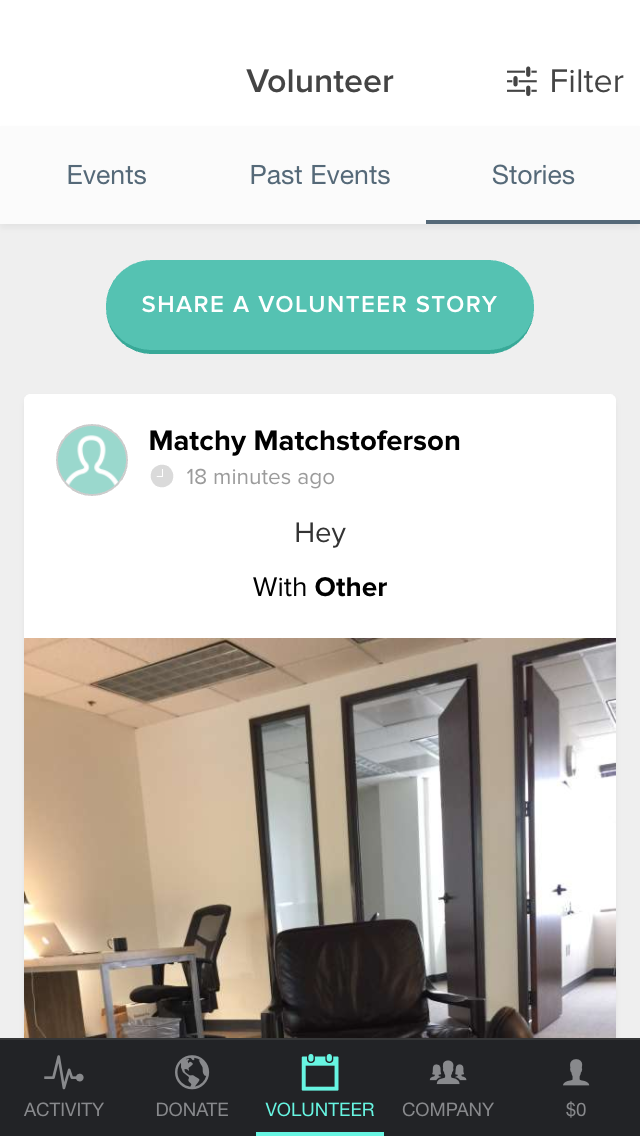 Volunteer
Filter
Events
Past Events
Stories
SHARE A VOLUNTEER STORY
Matchy Matchstoferson
18 minutes ago
Hey
With Other
ACTIVITY
DONATE
VOLUNTEER
COMPANY
$0